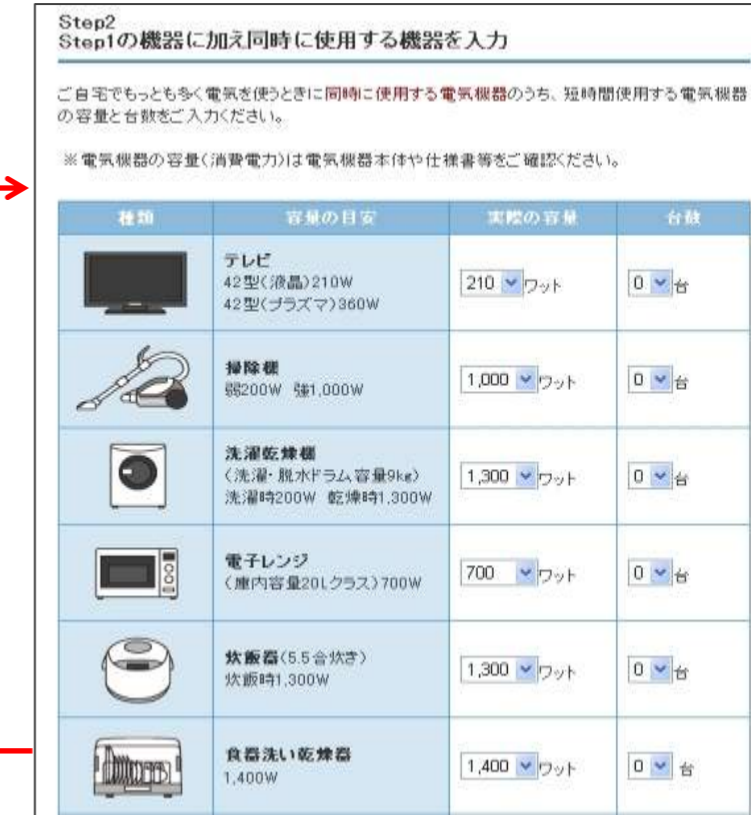 Step2
Step1の機器に加え同時に使用する機器を入力
ご自宅でもっとも多く電気を使うときに同時に使用する電気機器のうち、短時間使用する電気機器
の容量と台数をご入力ください。
※電気機器の容量(消費電力)は電気機器本体や仕様書等をご確認ください。
種類 容量の目安 実際の容量 台数
テレビ
42型(液晶)210W
42型(プラズマ)360W
210 ワット 0 台
掃除機
弱200W 強1,000W
1,000 ワット 0 台
洗濯乾燥機
(洗濯・脱水ドラム容量9kg)
洗濯時200W 乾燥時1,300W
1,300 ワット 0 台
電子レンジ
(庫内容量20Lクラス)700W
700 ワット 0 台
炊飯器(5.5合炊き)
炊飯時1,300W
1,300 ワット 0 台
食器洗い乾燥器
1,400W
1,400 ワット 0 台